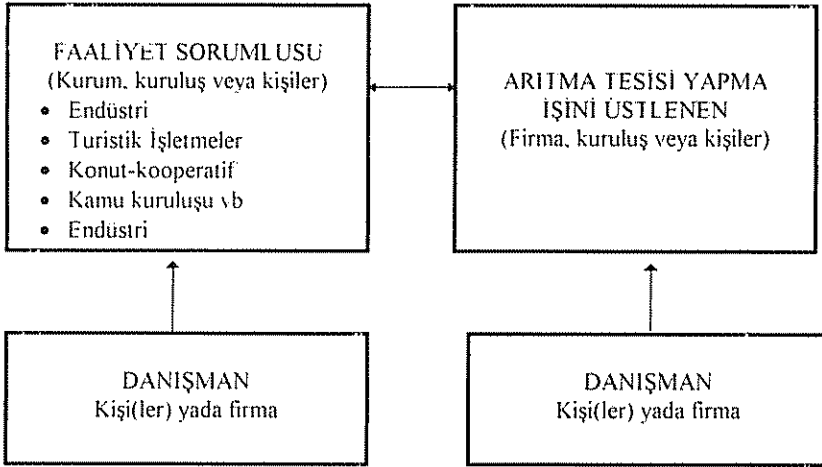 FAALİYET SORUMLUSU
(Kurum, kuruluş veya kişiler)
• Endüstri
• Turistik İşletmeler
• Konut-kooperatif
• Kamu kuruluşu vb
• Endüstri
ARITMA TESİSİ YAPMA
İŞİNİ ÜSTLENEN
(Firma, kuruluş veya kişiler)
DANIŞMAN
Kişi(ler) yada firma
DANIŞMAN
Kişi(ler) yada firma